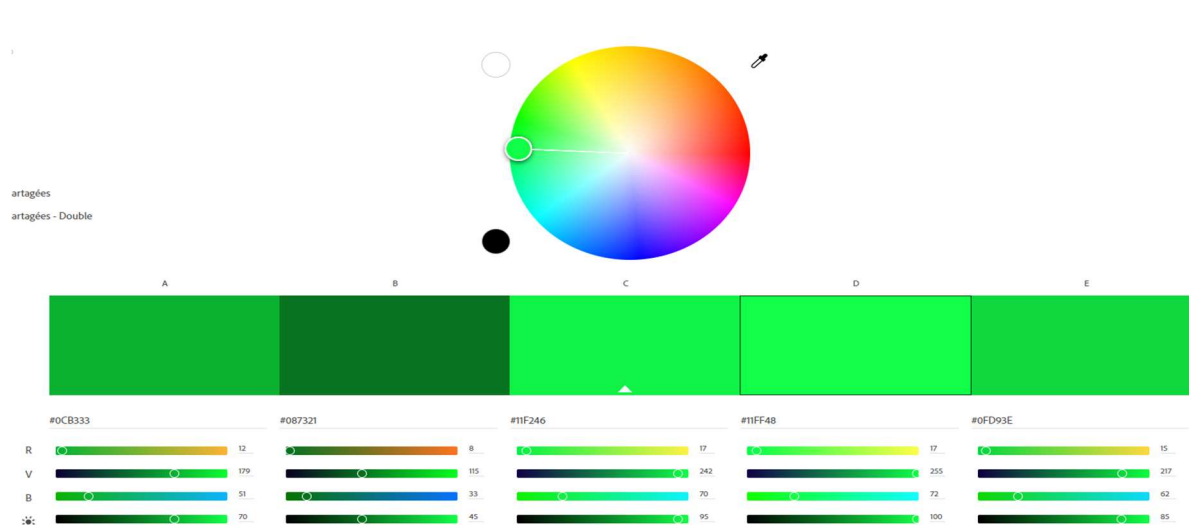 artagées
artagées - Double
A B C D E
#0CB333 #087321 #11F246 #11FF48 #0FD93E
R 12 8 17 17 15
V 179 115 242 255 217
B 51 33 70 72 62
70 45 95 100 85